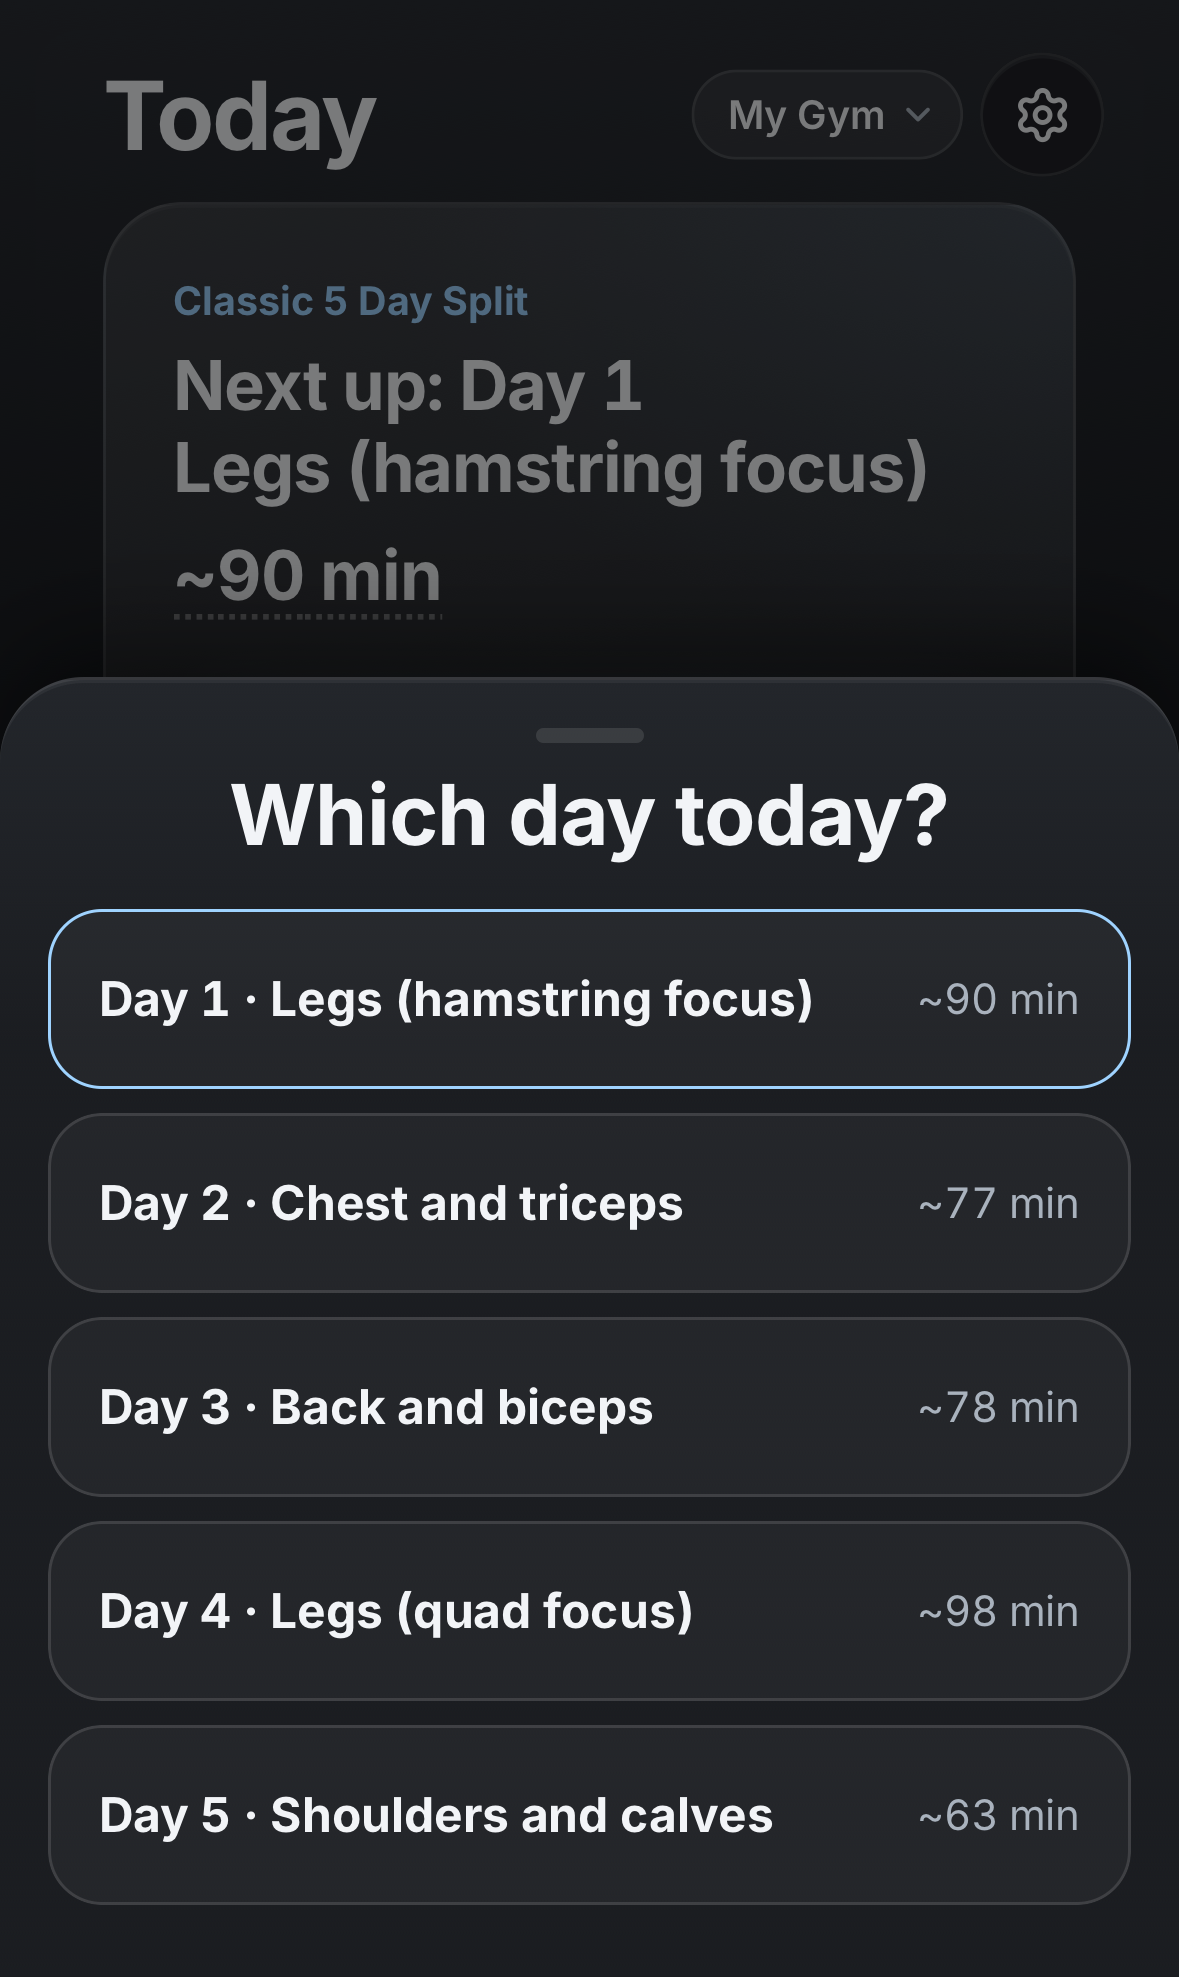 Today
My Gym
Classic 5 Day Split
Next up: Day 1
Legs (hamstring focus)
~90 min
Which day today?
Day 1 · Legs (hamstring focus) ~90 min
Day 2 · Chest and triceps ~77 min
Day 3 · Back and biceps ~78 min
Day 4 · Legs (quad focus) ~98 min
Day 5 · Shoulders and calves ~63 min